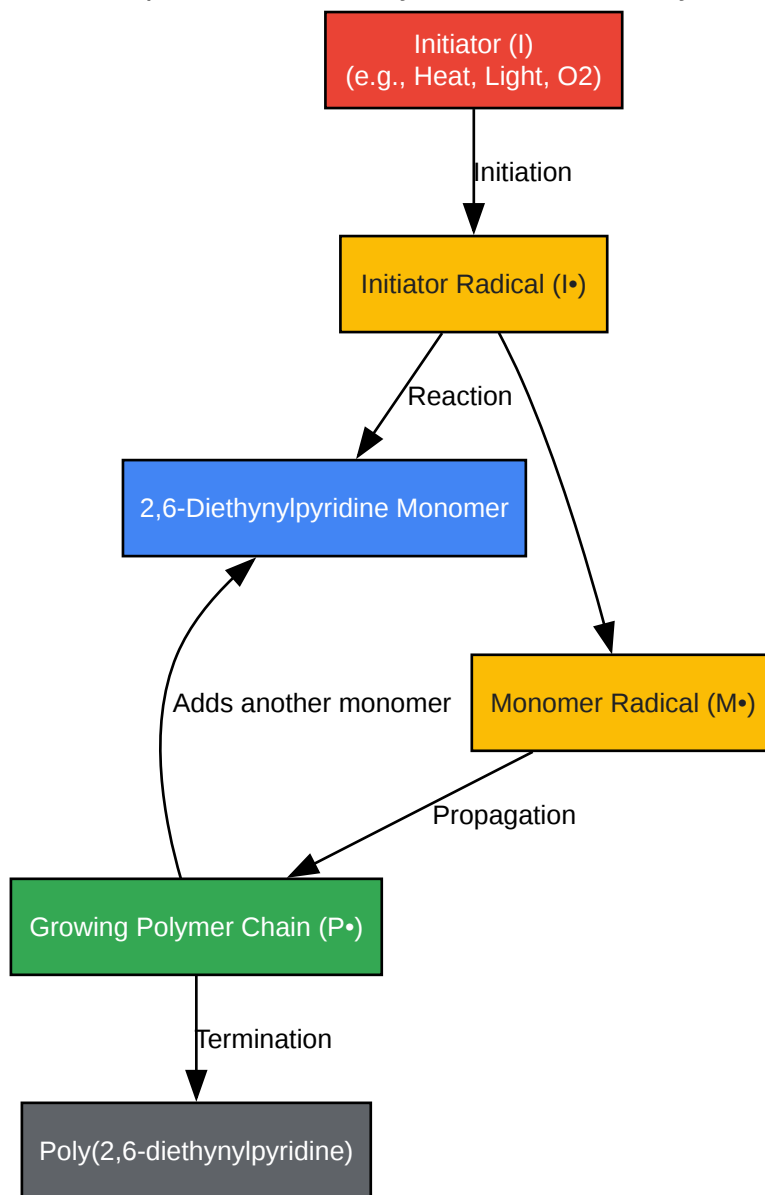 Initiator (I)
(e.g., Heat, Light, O2)
Initiation
Initiator Radical (I•)
Reaction
2,6-Diethynylpyridine Monomer
Adds another monomer
Monomer Radical (M•)
Propagation
Growing Polymer Chain (P•)
Termination
Poly(2,6-diethynylpyridine)